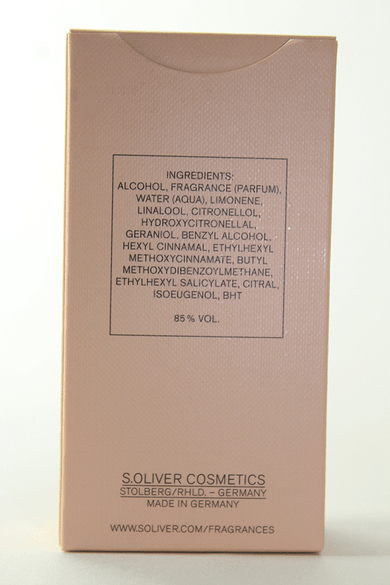 INGREDIENTS:
ALCOHOL, FRAGRANCE (PARFUM),
WATER (AQUA), LIMONENE,
LINALOOL, CITRONELLOL,
HYDROXYCITRONELLAL,
GERANIOL, BENZYL ALCOHOL,
HEXYL CINNAMAL, ETHYLHEXYL
METHOXYCINNAMATE, BUTYL
METHOXYDIBENZOYLMETHANE,
ETHYLHEXYL SALICYLATE, CITRAL,
ISOEUGENOL, BHT
85% VOL.
S.OLIVER COSMETICS
STOLBERG/RHLD. – GERMANY
MADE IN GERMANY
WWW.SOLIVER.COM/FRAGRANCES